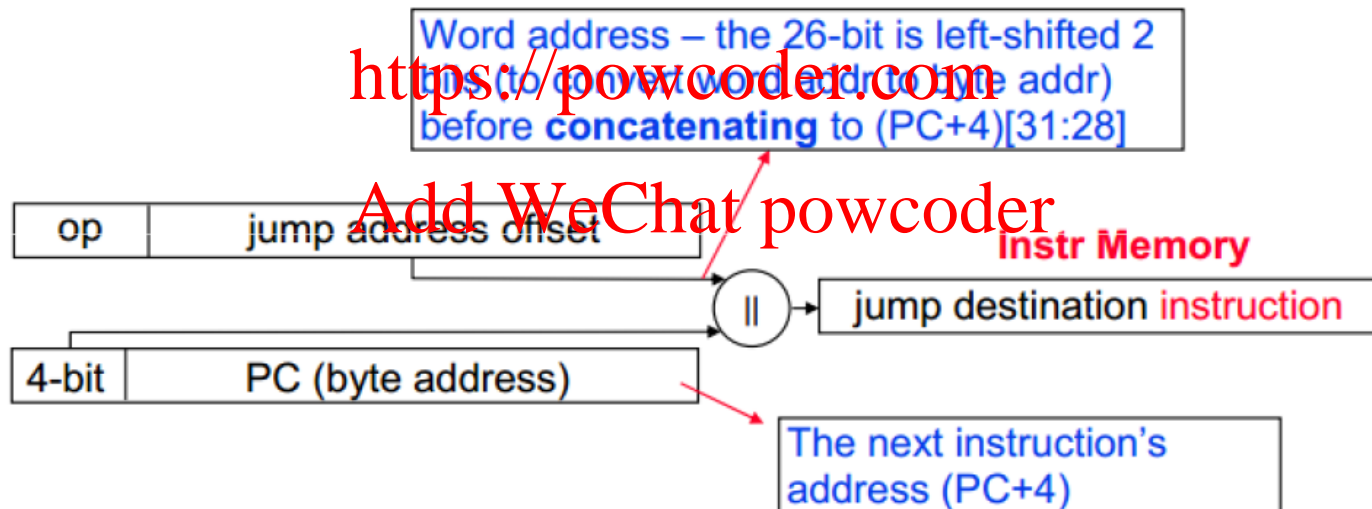 Word address – the 26-bit is left-shifted 2
https://powcoder.com
bits (to convert word addr to byte addr)
before concatenating to (PC+4)[31:28]
Add WeChat powcoder
op
jump address offset
Instr Memory
||
jump destination instruction
4-bit
PC (byte address)
The next instruction's
address (PC+4)